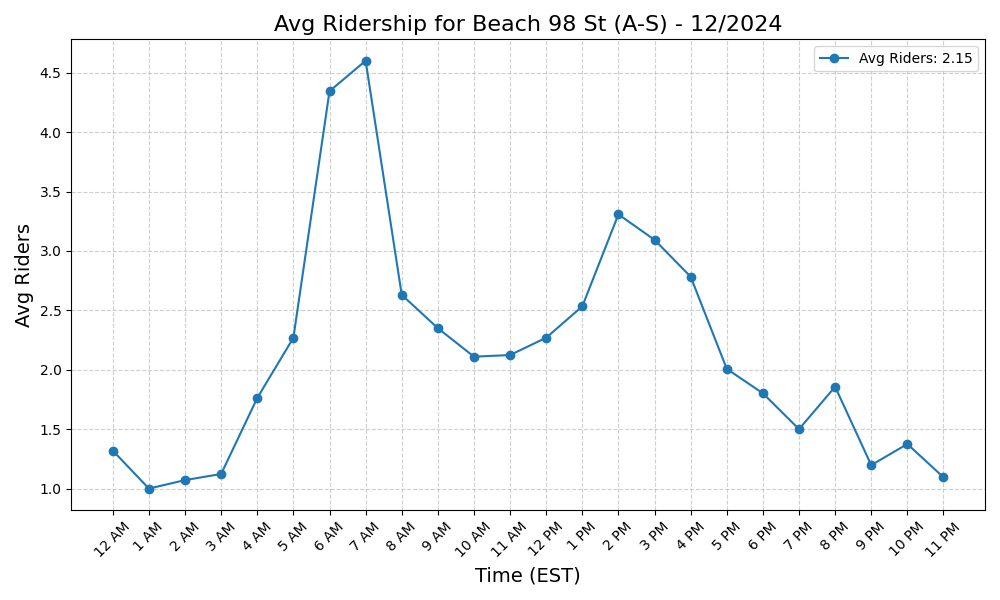 Avg Ridership for Beach 98 St (A-S) - 12/2024
Avg Riders: 2.15
Avg Riders
4.5
4.0
3.5
3.0
2.5
2.0
1.5
1.0
12 AM
1 AM
2 AM
3 AM
4 AM
5 AM
6 AM
7 AM
8 AM
9 AM
10 AM
11 AM
12 PM
1 PM
2 PM
3 PM
4 PM
5 PM
6 PM
7 PM
8 PM
9 PM
10 PM
11 PM
Time (EST)